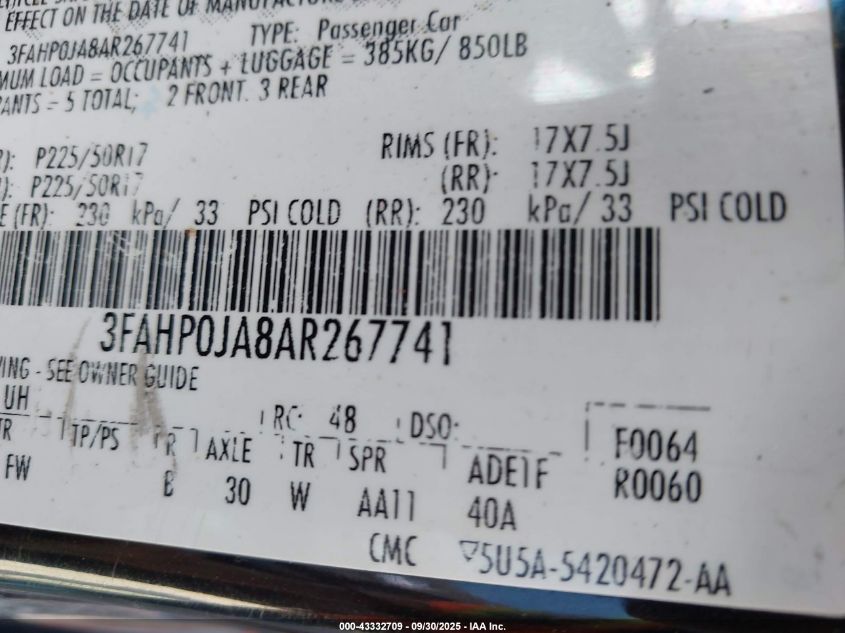 EFFECT ON THE DATE OF MANUFACTURE
3FAHP0JA8AR267741 TYPE: Passenger Car
MUM LOAD = OCCUPANTS + LUGGAGE = 385KG/ 850LB
PANTS = 5 TOTAL; 2 FRONT. 3 REAR
P225/50R17 RIMS (FR): 17X7.5J
P225/50R17 (RR): 17X7.5J
E (FR): 230 kPa/ 33 PSI COLD (RR): 230 kPa/ 33 PSI COLD
3FAHP0JA8AR267741
ING - SEE OWNER GUIDE
UH
RC: 48 DSO:
TR TP/PS R AXLE TR SPR ADE1F F0064
FW B 30 W AA11 40A R0060
CMC ▽5U5A-5420472-AA
000-43332709 - 09/30/2025 - IAA Inc.